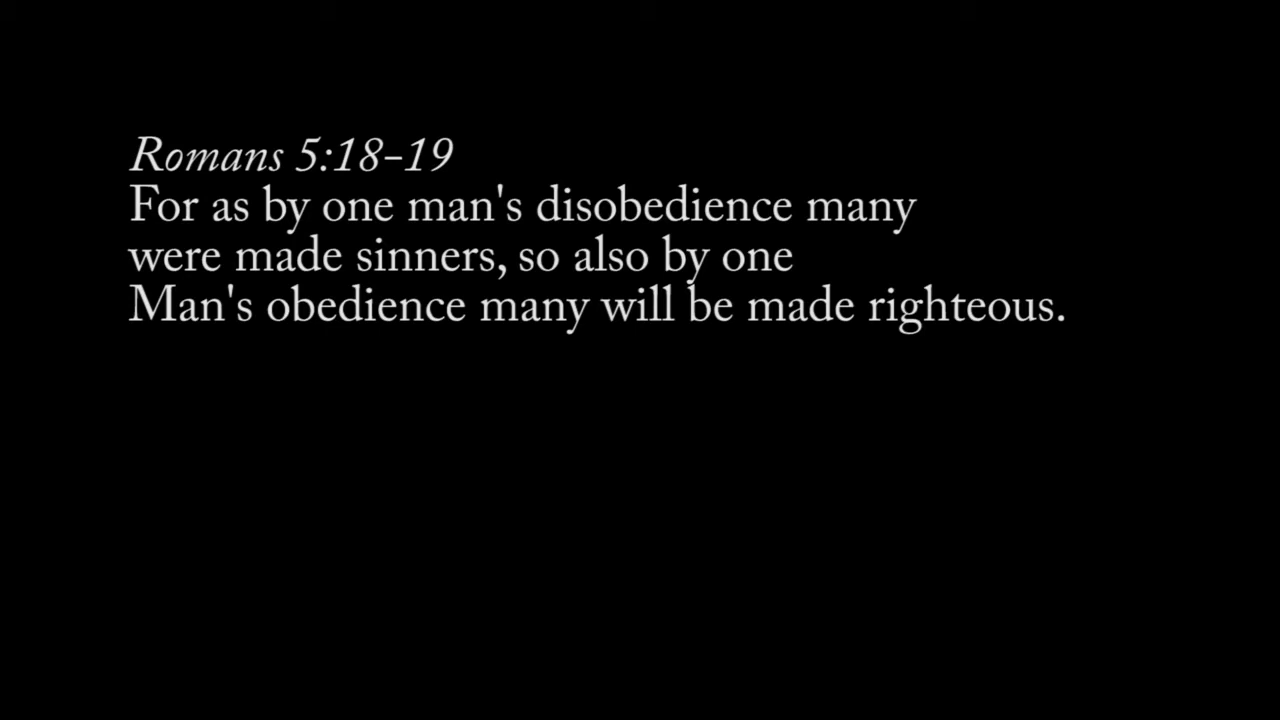 Romans 5:18–19
For as by one man's disobedience many
were made sinners, so also by one
Man's obedience many will be made righteous.